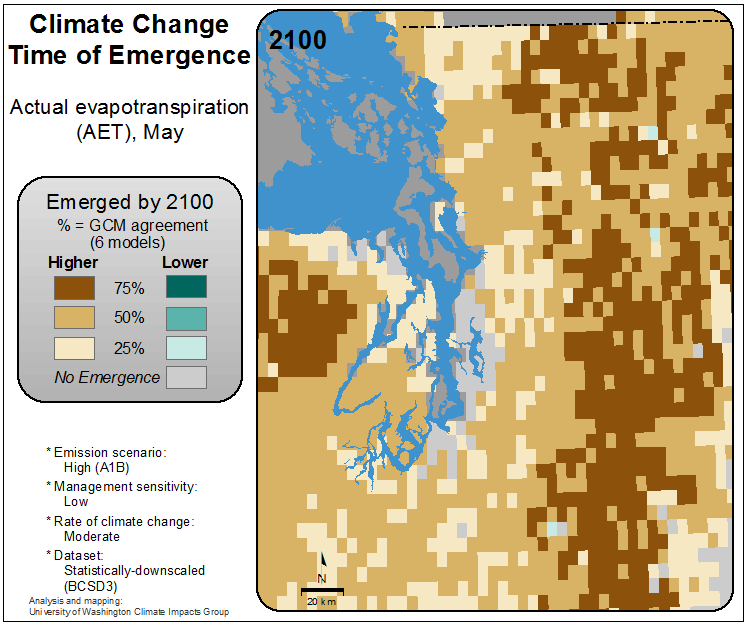 Climate Change
Time of Emergence
Actual evapotranspiration
(AET), May
Emerged by 2100
% = GCM agreement
(6 models)
Higher Lower
75%
50%
25%
No Emergence
* Emission scenario:
High (A1B)
* Management sensitivity:
Low
* Rate of climate change:
Moderate
* Dataset:
Statistically-downscaled
(BCSD3)
Analysis and mapping:
University of Washington Climate Impacts Group
2100
N
20 km